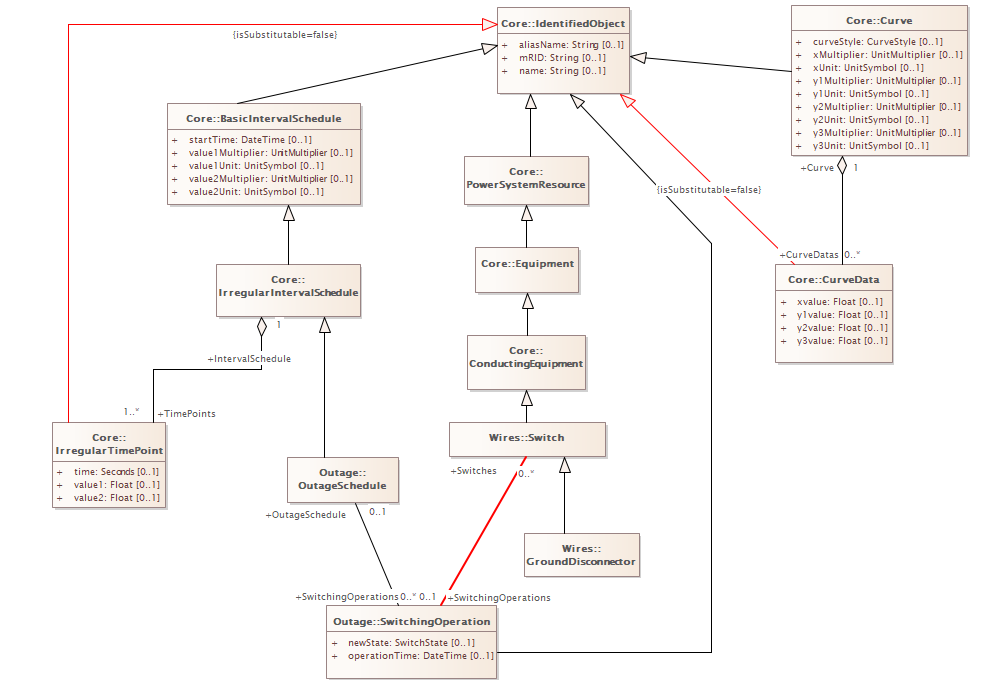 Core::IdentifiedObject
+ aliasName: String [0..1]
+ mRID: String [0..1]
+ name: String [0..1]
Core::Curve
+ curveStyle: CurveStyle [0..1]
+ xMultiplier: UnitMultiplier [0..1]
+ xUnit: UnitSymbol [0..1]
+ y1Multiplier: UnitMultiplier [0..1]
+ y1Unit: UnitSymbol [0..1]
+ y2Multiplier: UnitMultiplier [0..1]
+ y2Unit: UnitSymbol [0..1]
+ y3Multiplier: UnitMultiplier [0..1]
+ y3Unit: UnitSymbol [0..1]
{isSubstitutable=false}
Core::BasicIntervalSchedule
+ startTime: DateTime [0..1]
+ value1Multiplier: UnitMultiplier [0..1]
+ value1Unit: UnitSymbol [0..1]
+ value2Multiplier: UnitMultiplier [0..1]
+ value2Unit: UnitSymbol [0..1]
Core::
PowerSystemResource
{isSubstitutable=false}
+Curve 1
+CurveDatas 0..*
Core::CurveData
+ xvalue: Float [0..1]
+ y1value: Float [0..1]
+ y2value: Float [0..1]
+ y3value: Float [0..1]
Core::Equipment
Core::
IrregularIntervalSchedule
1
+IntervalSchedule
Core::
ConductingEquipment
1..* +TimePoints
Core::
IrregularTimePoint
+ time: Seconds [0..1]
+ value1: Float [0..1]
+ value2: Float [0..1]
Wires::Switch
+Switches 0..*
Outage::
OutageSchedule
+OutageSchedule 0..1
Wires::
GroundDisconnector
+SwitchingOperations 0..* 0..1 +SwitchingOperations
Outage::SwitchingOperation
+ newState: SwitchState [0..1]
+ operationTime: DateTime [0..1]